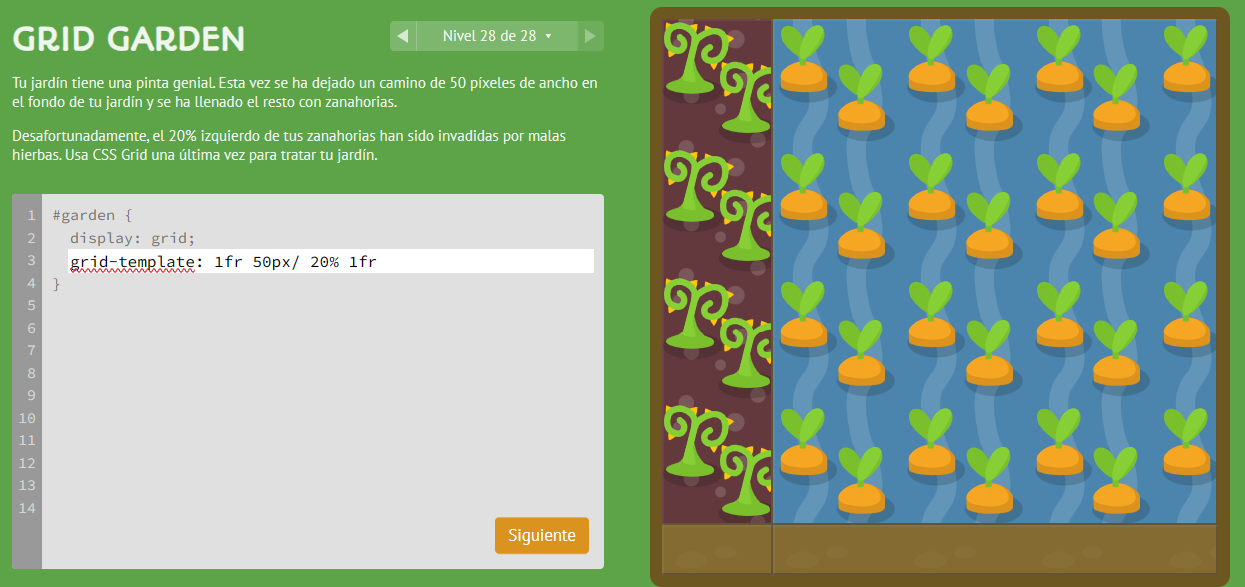 GRID GARDEN
Nivel 28 de 28
Tu jardín tiene una pinta genial. Esta vez se ha dejado un camino de 50 píxeles de ancho en
el fondo de tu jardín y se ha llenado el resto con zanahorias.
Desafortunadamente, el 20% izquierdo de tus zanahorias han sido invadidas por malas
hierbas. Usa CSS Grid una última vez para tratar tu jardín.
1 #garden {
2 display: grid;
3 grid-template: 1fr 50px/ 20% 1fr
4 }
5
6
7
8
9
10
11
12
13
14
Siguiente